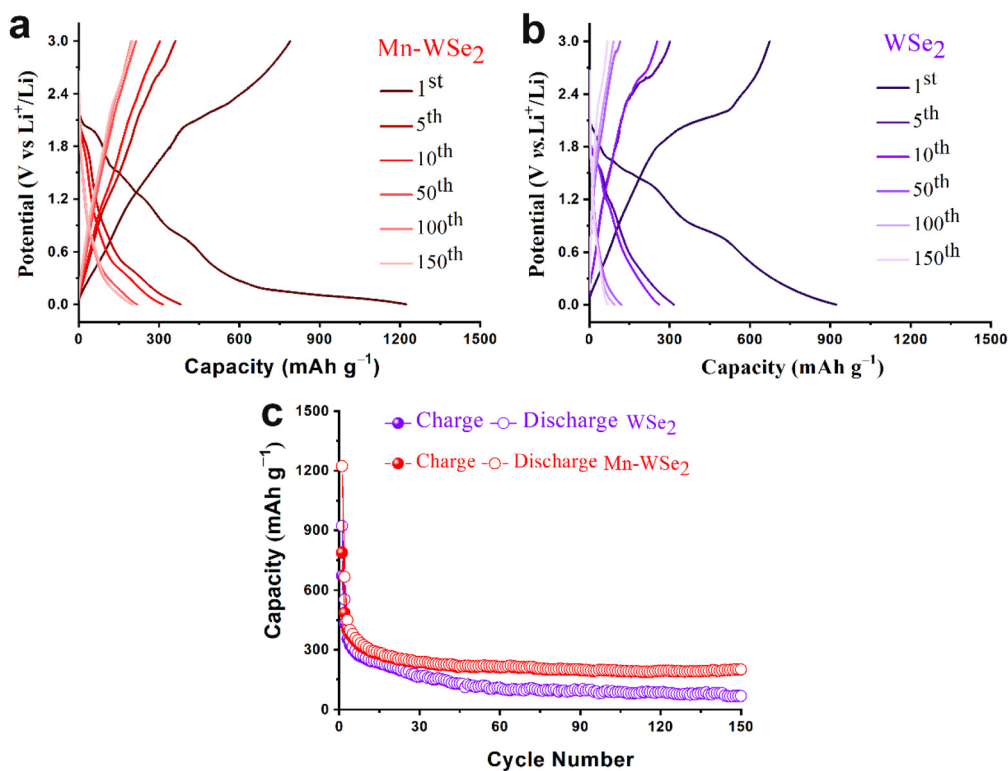 a
Mn-WSe₂
1ˢᵗ
5ᵗʰ
10ᵗʰ
50ᵗʰ
100ᵗʰ
150ᵗʰ
Potential (V vs Li⁺/Li)
3.0
2.4
1.8
1.2
0.6
0.0
0 300 600 900 1200 1500
Capacity (mAh g⁻¹)
b
WSe₂
1ˢᵗ
5ᵗʰ
10ᵗʰ
50ᵗʰ
100ᵗʰ
150ᵗʰ
Potential (V vs.Li⁺/Li)
3.0
2.4
1.8
1.2
0.6
0.0
0 300 600 900 1200 1500
Capacity (mAh g⁻¹)
c
Charge Discharge WSe₂
Charge Discharge Mn-WSe₂
Capacity (mAh g⁻¹)
1500
1200
900
600
300
0
0 30 60 90 120 150
Cycle Number